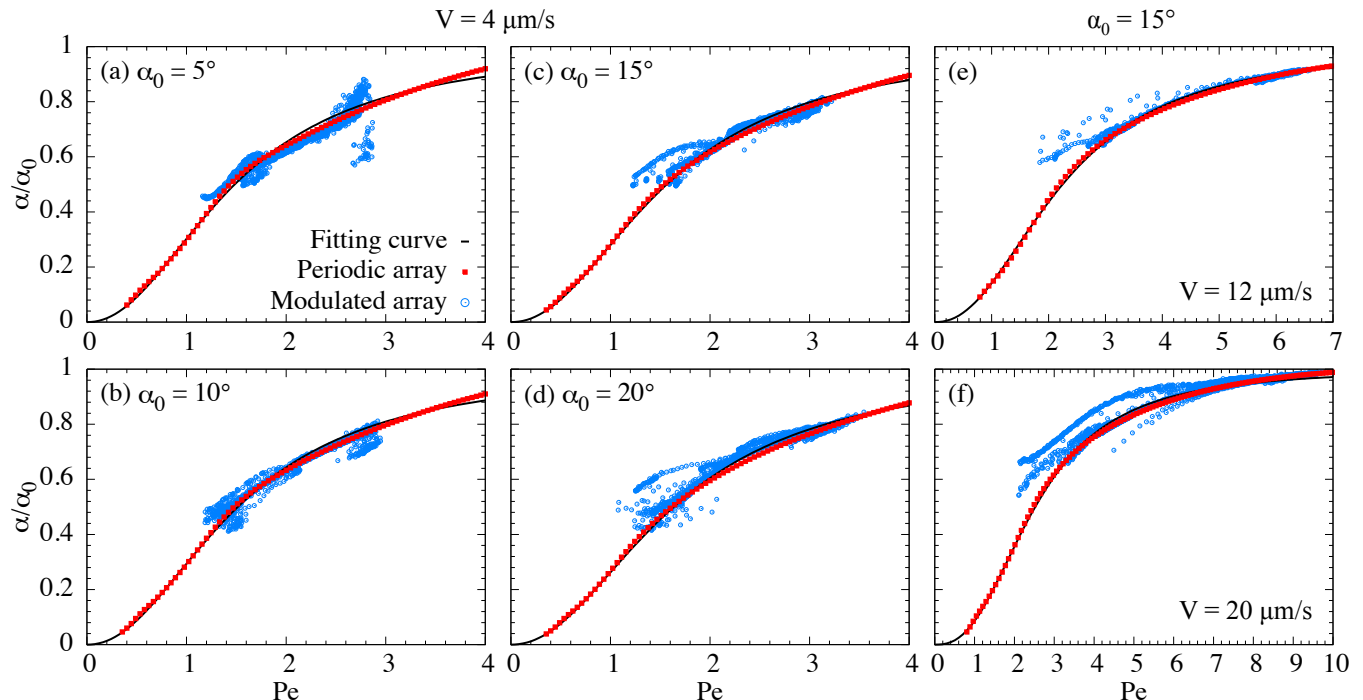 V = 4 μm/s
α₀ = 15°
(a) α₀ = 5°
(c) α₀ = 15°
(e)
1
0.8
0.6
0.4
0.2
0
α/α₀
Fitting curve
Periodic array
Modulated array
V = 12 μm/s
0 1 2 3 4
0 1 2 3 4
0 1 2 3 4 5 6 7
(b) α₀ = 10°
(d) α₀ = 20°
(f)
1
0.8
0.6
0.4
0.2
0
α/α₀
V = 20 μm/s
0 1 2 3 4
0 1 2 3 4
0 1 2 3 4 5 6 7 8 9 10
Pe
Pe
Pe